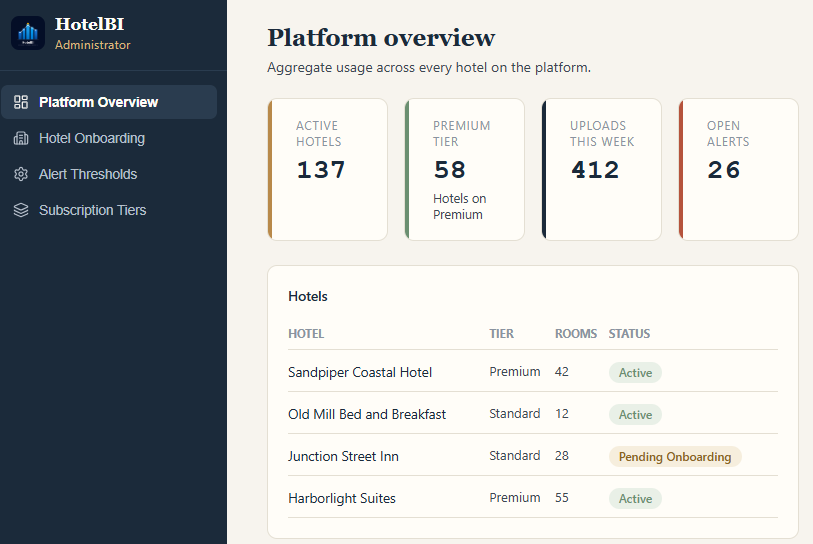 HotelBI
Administrator
Platform Overview
Hotel Onboarding
Alert Thresholds
Subscription Tiers
Platform overview
Aggregate usage across every hotel on the platform.
ACTIVE
HOTELS
137
PREMIUM
TIER
58
Hotels on
Premium
UPLOADS
THIS WEEK
412
OPEN
ALERTS
26
Hotels
HOTEL TIER ROOMS STATUS
Sandpiper Coastal Hotel Premium 42 Active
Old Mill Bed and Breakfast Standard 12 Active
Junction Street Inn Standard 28 Pending Onboarding
Harborlight Suites Premium 55 Active